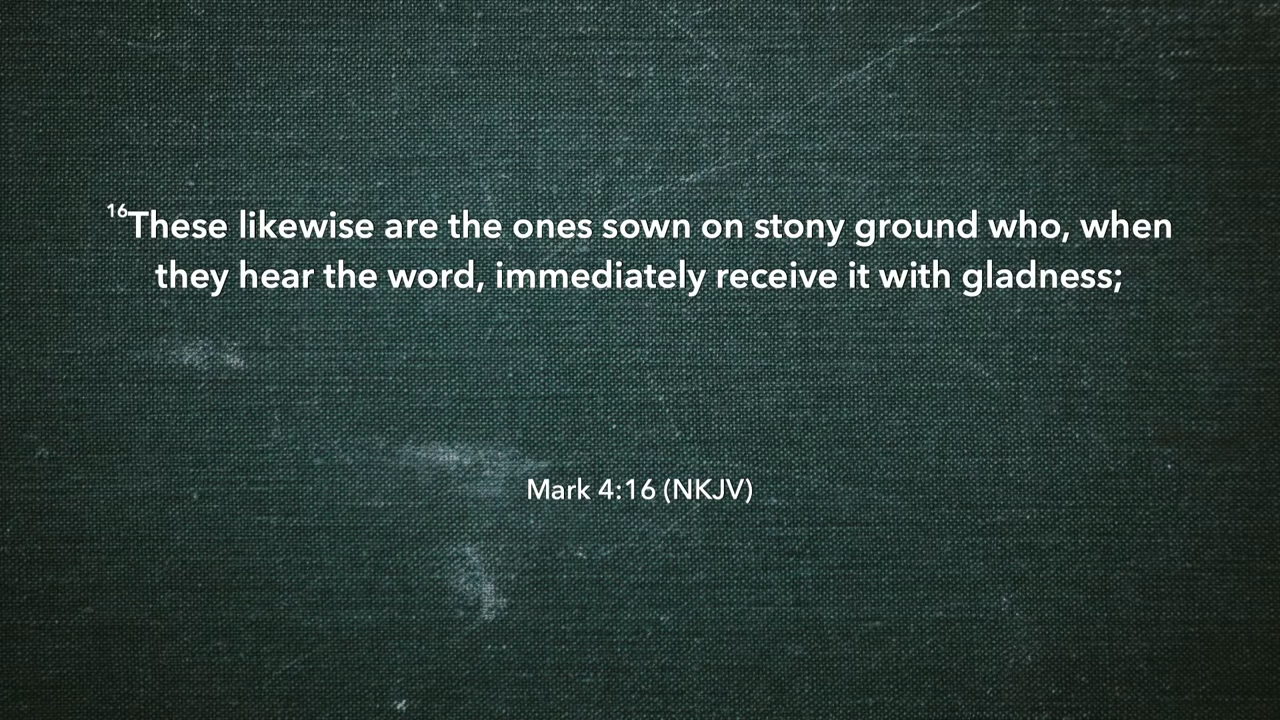 16These likewise are the ones sown on stony ground who, when
they hear the word, immediately receive it with gladness;
Mark 4:16 (NKJV)